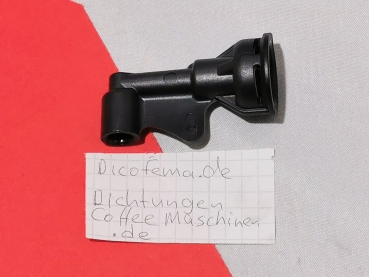 Dicofema.de
Dichtungen
Coffee Maschinen
.de